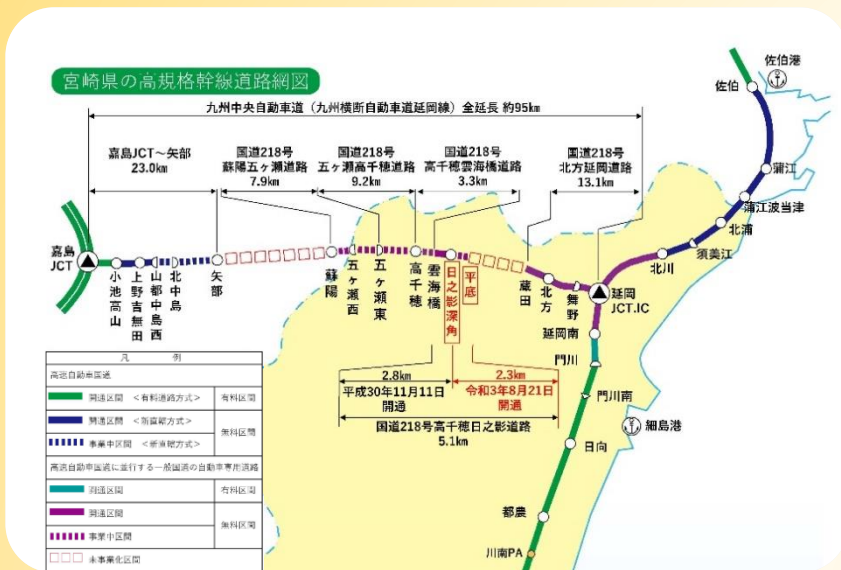 宮崎県の高規格幹線道路網図
九州中央自動車道（九州横断自動車道延岡線）全延長 約95km
嘉島JCT～矢部
23.0km
国道218号
蘇陽五ヶ瀬道路
7.9km
国道218号
五ヶ瀬高千穂道路
9.2km
国道218号
高千穂雲海橋道路
3.3km
国道218号
北方延岡道路
13.1km
佐伯港
佐伯
蒲江
蒲江波当津
北浦
須美江
北川
嘉島
JCT
小池高山
上野吉無田
山都中島西
北中島
矢部
蘇陽
五ヶ瀬西
五ヶ瀬東
高千穂
雲海橋
日之影深角
平底
蔵田
北方
舞野
延岡
JCT.IC
延岡南
門川
門川南
細島港
日向
都農
川南PA
2.8km
平成30年11月11日
開通
2.3km
令和3年8月21日
開通
国道218号高千穂日之影道路
5.1km
凡 例
高速自動車国道
開通区間 ＜有料道路方式＞ 有料区間
開通区間 ＜新直轄方式＞ 無料区間
事業中区間 ＜新直轄方式＞
高速自動車国道に並行する一般国道の自動車専用道路
開通区間 有料区間
開通区間 無料区間
事業中区間
未事業化区間